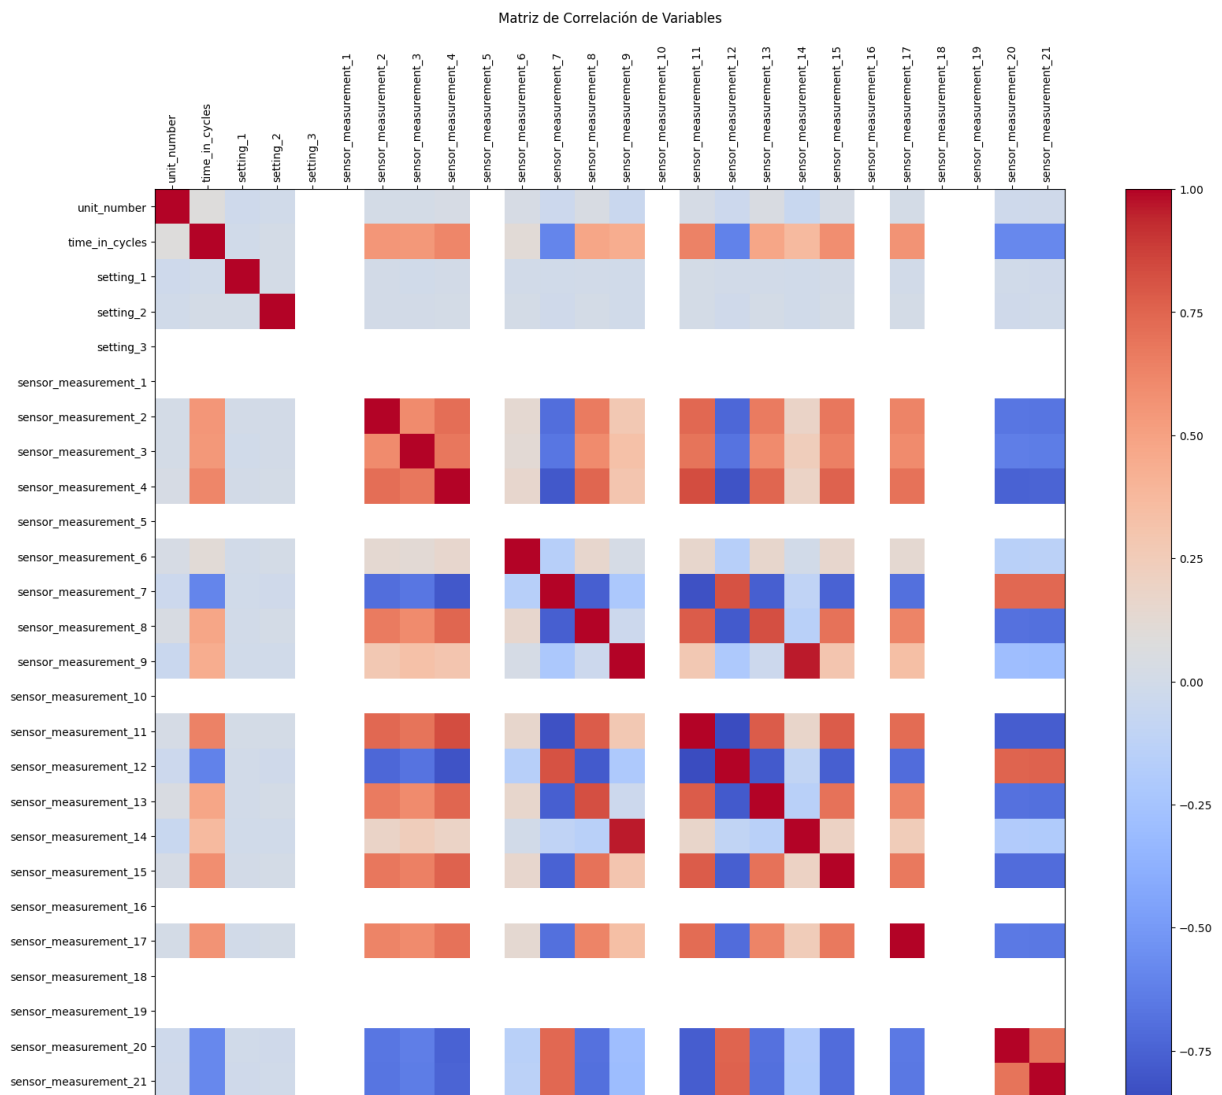 Matriz de Correlación de Variables
unit_number
time_in_cycles
setting_1
setting_2
setting_3
sensor_measurement_1
sensor_measurement_2
sensor_measurement_3
sensor_measurement_4
sensor_measurement_5
sensor_measurement_6
sensor_measurement_7
sensor_measurement_8
sensor_measurement_9
sensor_measurement_10
sensor_measurement_11
sensor_measurement_12
sensor_measurement_13
sensor_measurement_14
sensor_measurement_15
sensor_measurement_16
sensor_measurement_17
sensor_measurement_18
sensor_measurement_19
sensor_measurement_20
sensor_measurement_21
unit_number
time_in_cycles
setting_1
setting_2
setting_3
sensor_measurement_1
sensor_measurement_2
sensor_measurement_3
sensor_measurement_4
sensor_measurement_5
sensor_measurement_6
sensor_measurement_7
sensor_measurement_8
sensor_measurement_9
sensor_measurement_10
sensor_measurement_11
sensor_measurement_12
sensor_measurement_13
sensor_measurement_14
sensor_measurement_15
sensor_measurement_16
sensor_measurement_17
sensor_measurement_18
sensor_measurement_19
sensor_measurement_20
sensor_measurement_21
1.00
0.75
0.50
0.25
0.00
−0.25
−0.50
−0.75